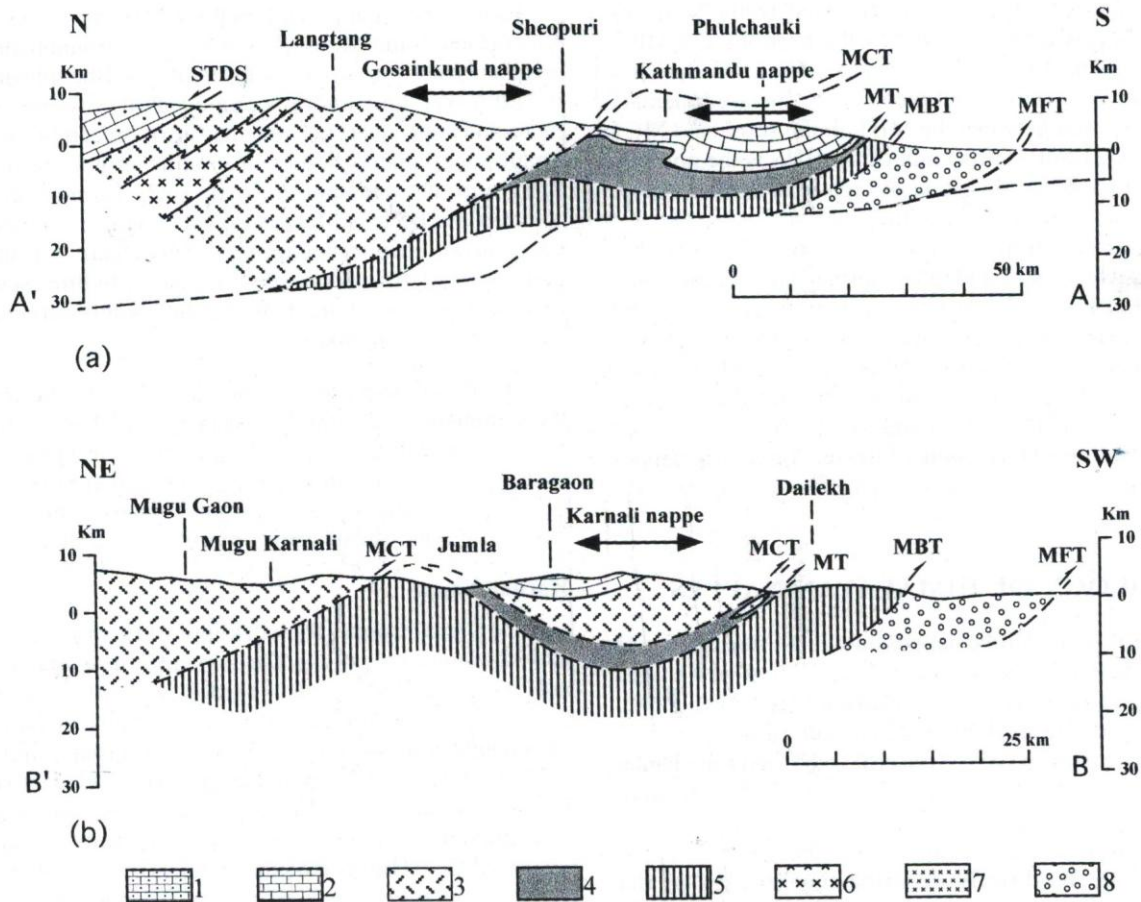 N S
Langtang Sheopuri Phulchauki
Km STDS Gosainkund nappe Kathmandu nappe MCT Km
MT MBT MFT
10 10
0 0
10 10
20 0 50 km 20
30 30
A' A
(a)
NE SW
Mugu Gaon Baragaon Dailekh
Km Mugu Karnali MCT Jumla Karnali nappe MCT MT MBT MFT Km
10 10
0 0
10 10
20 0 25 km 20
30 30
B' B
(b)
1 2 3 4 5 6 7 8